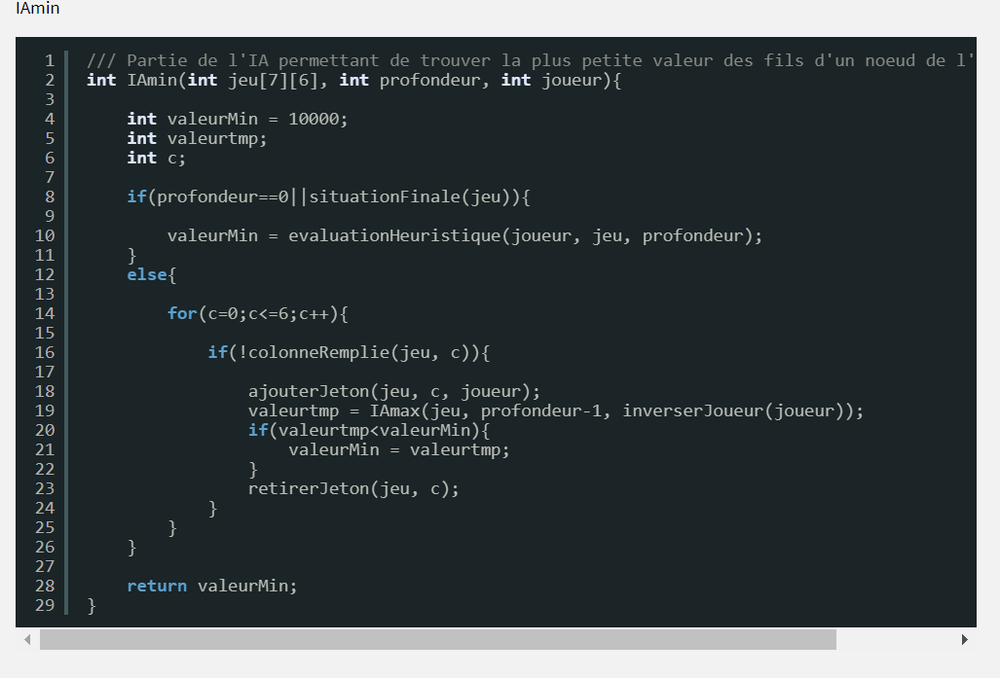 IAmin
1 /// Partie de l'IA permettant de trouver la plus petite valeur des fils d'un noeud de l'
2 int IAmin(int jeu[7][6], int profondeur, int joueur){
3
4 int valeurMin = 10000;
5 int valeurtmp;
6 int c;
7
8 if(profondeur==0||situationFinale(jeu)){
9
10 valeurMin = evaluationHeuristique(joueur, jeu, profondeur);
11 }
12 else{
13
14 for(c=0;c<=6;c++){
15
16 if(!colonneRemplie(jeu, c)){
17
18 ajouterJeton(jeu, c, joueur);
19 valeurtmp = IAmax(jeu, profondeur-1, inverserJoueur(joueur));
20 if(valeurtmp<valeurMin){
21 valeurMin = valeurtmp;
22 }
23 retirerJeton(jeu, c);
24 }
25 }
26 }
27
28 return valeurMin;
29 }